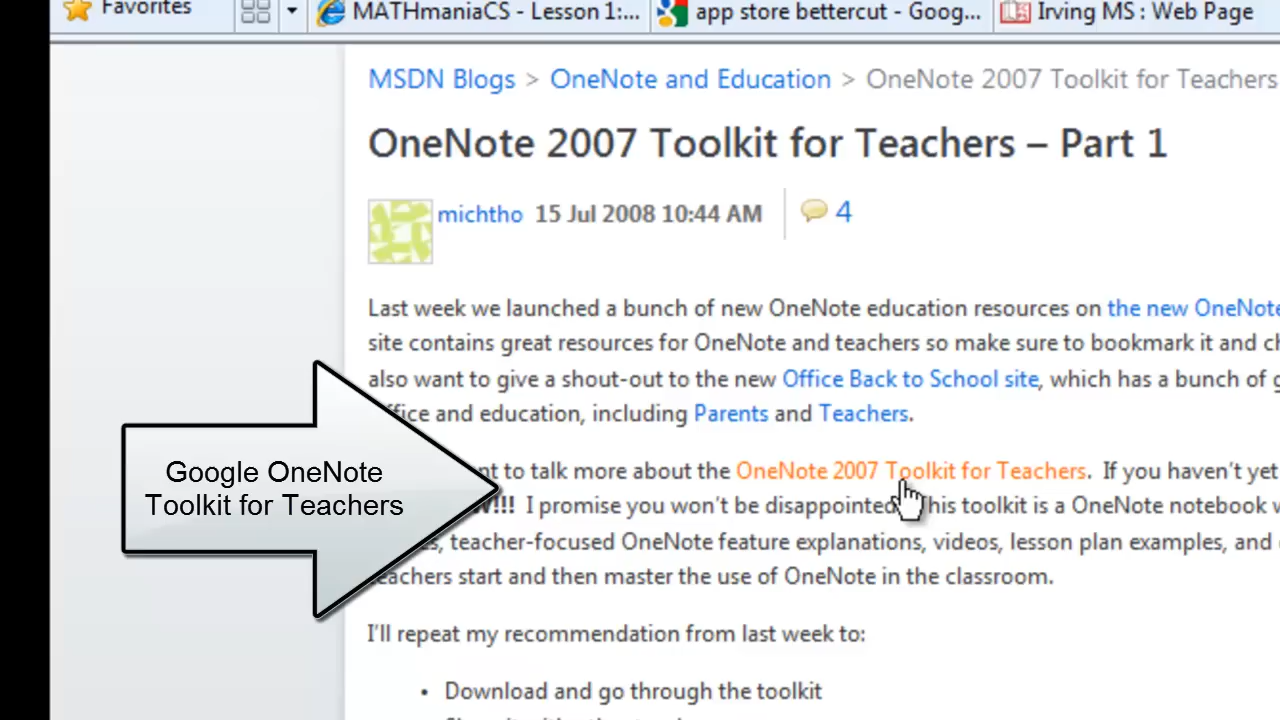 Favorites
MATHmaniaCS - Lesson 1:...
app store bettercut - Goog...
Irving MS : Web Page
MSDN Blogs > OneNote and Education > OneNote 2007 Toolkit for Teachers
OneNote 2007 Toolkit for Teachers – Part 1
michtho 15 Jul 2008 10:44 AM 4
Last week we launched a bunch of new OneNote education resources on the new OneNote
site contains great resources for OneNote and teachers so make sure to bookmark it and
also want to give a shout-out to the new Office Back to School site, which has a bunch of
and education, including Parents and Teachers.
to talk more about the OneNote 2007 Toolkit for Teachers. If you haven't yet
!!! I promise you won't be disappointed. This toolkit is a OneNote notebook
teacher-focused OneNote feature explanations, videos, lesson plan examples, and
teachers start and then master the use of OneNote in the classroom.
Google OneNote
Toolkit for Teachers
I'll repeat my recommendation from last week to:
• Download and go through the toolkit